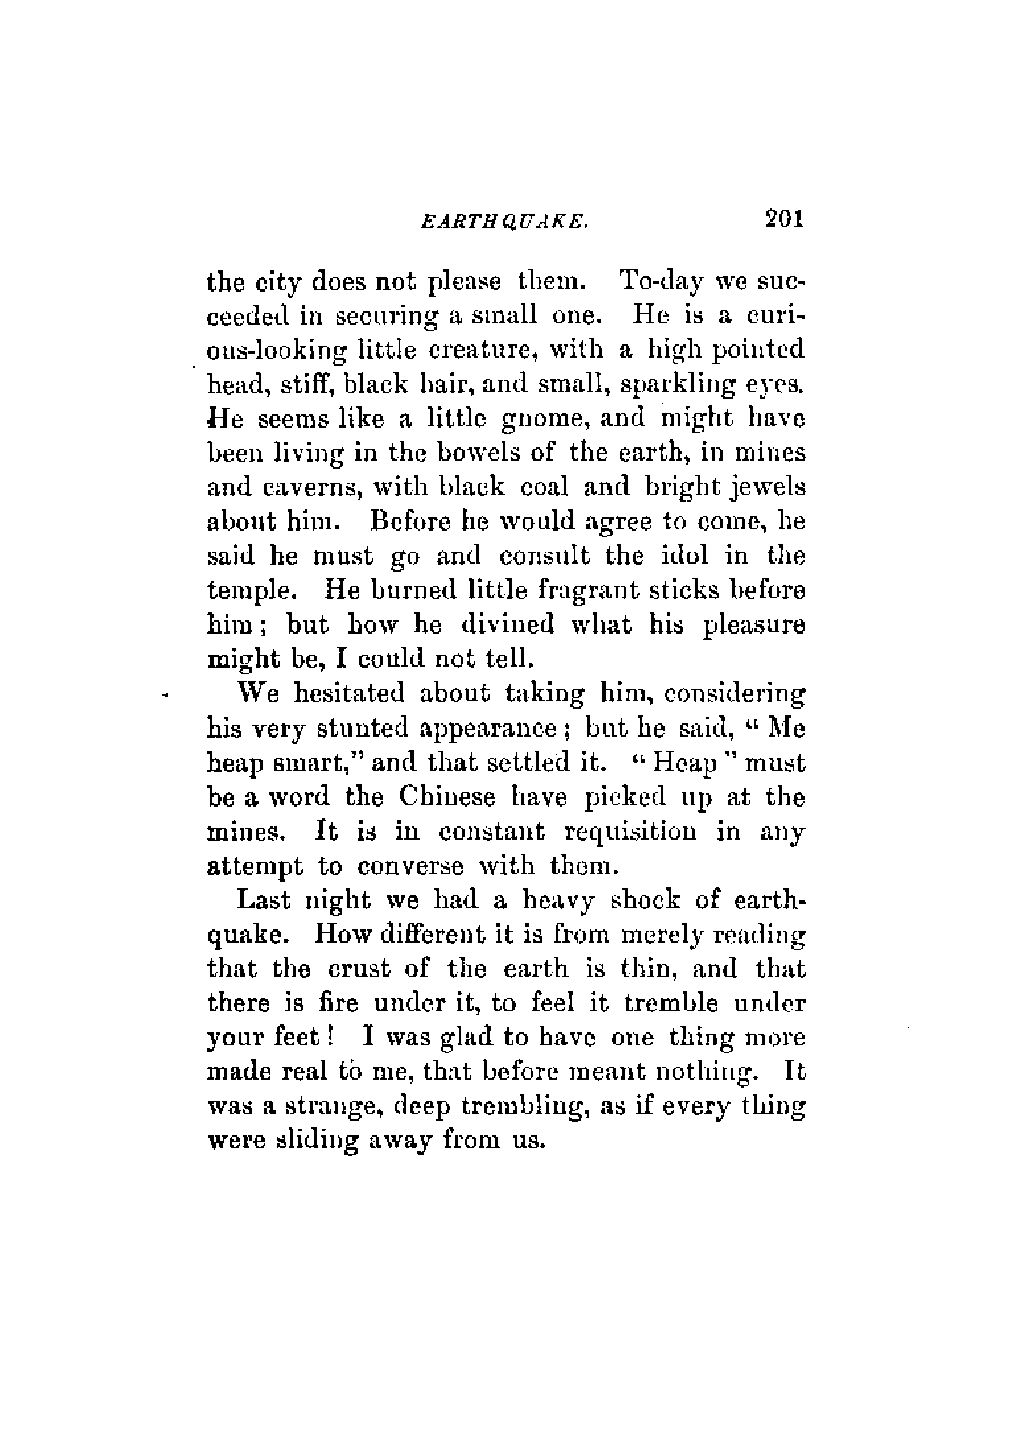 EARTHQUAKE. 201
the city does not please them. To-day we suc-
ceeded in securing a small one. He is a curi-
ous-looking little creature, with a high pointed
head, stiff, black hair, and small, sparkling eyes.
He seems like a little gnome, and might have
been living in the bowels of the earth, in mines
and caverns, with black coal and bright jewels
about him. Before he would agree to come, he
said he must go and consult the idol in the
temple. He burned little fragrant sticks before
him; but how he divined what his pleasure
might be, I could not tell.
We hesitated about taking him, considering
his very stunted appearance; but he said, "Me
heap smart," and that settled it. "Heap" must
be a word the Chinese have picked up at the
mines. It is in constant requisition in any
attempt to converse with them.
Last night we had a heavy shock of earth-
quake. How different it is from merely reading
that the crust of the earth is thin, and that
there is fire under it, to feel it tremble under
your feet! I was glad to have one thing more
made real to me, that before meant nothing. It
was a strange, deep trembling, as if every thing
were sliding away from us.